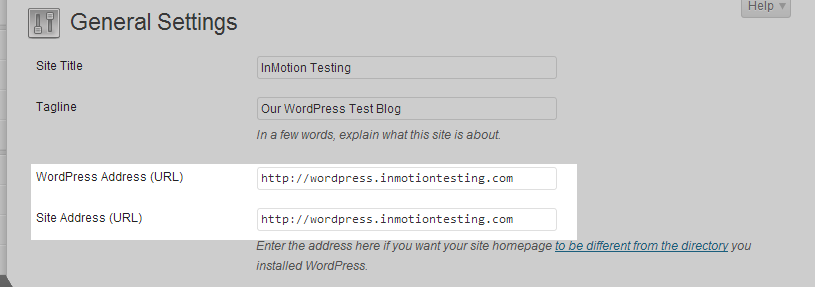 Help
General Settings
Site Title InMotion Testing
Tagline Our WordPress Test Blog
In a few words, explain what this site is about.
WordPress Address (URL) http://wordpress.inmotiontesting.com
Site Address (URL) http://wordpress.inmotiontesting.com
Enter the address here if you want your site homepage to be different from the directory you
installed WordPress.